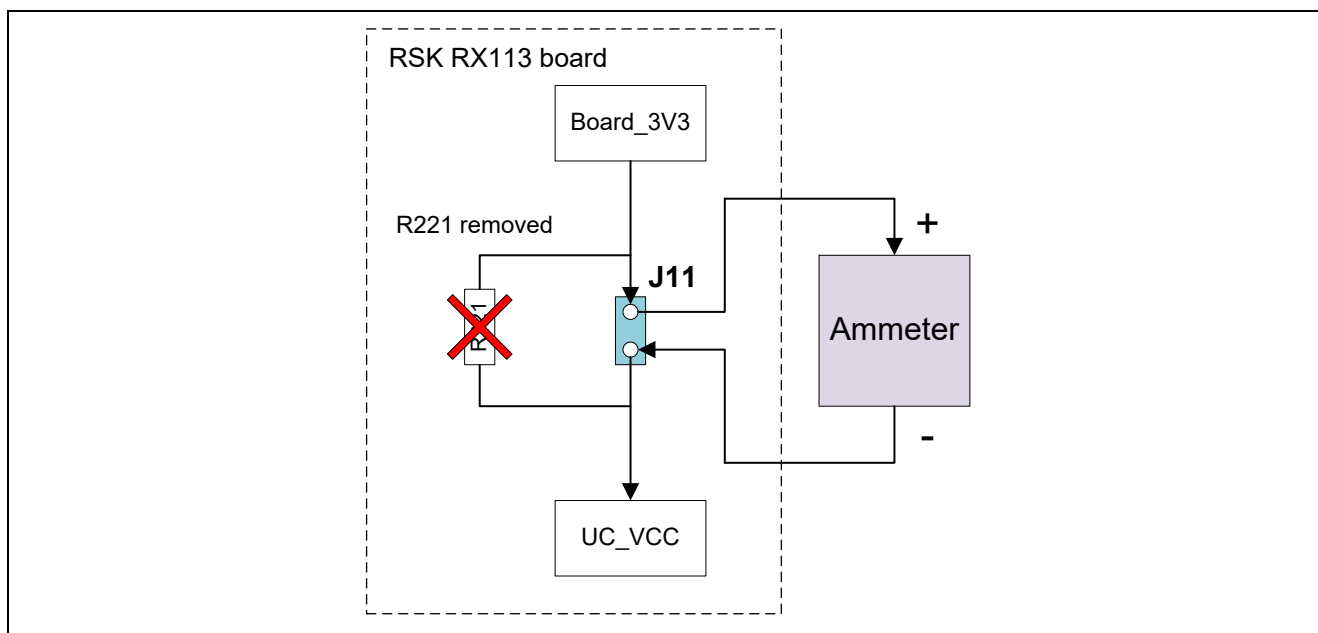 RSK RX113 board
Board_3V3
R221 removed
J11
+
Ammeter
-
UC_VCC